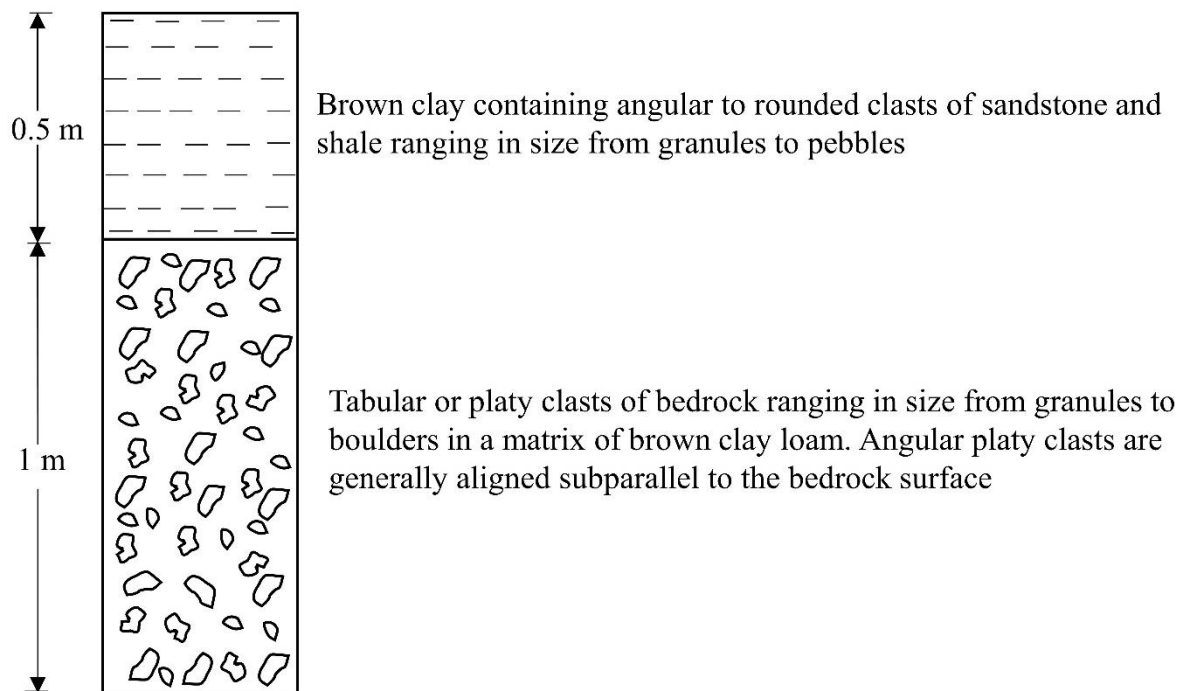 0.5 m
Brown clay containing angular to rounded clasts of sandstone and
shale ranging in size from granules to pebbles
1 m
Tabular or platy clasts of bedrock ranging in size from granules to
boulders in a matrix of brown clay loam. Angular platy clasts are
generally aligned subparallel to the bedrock surface